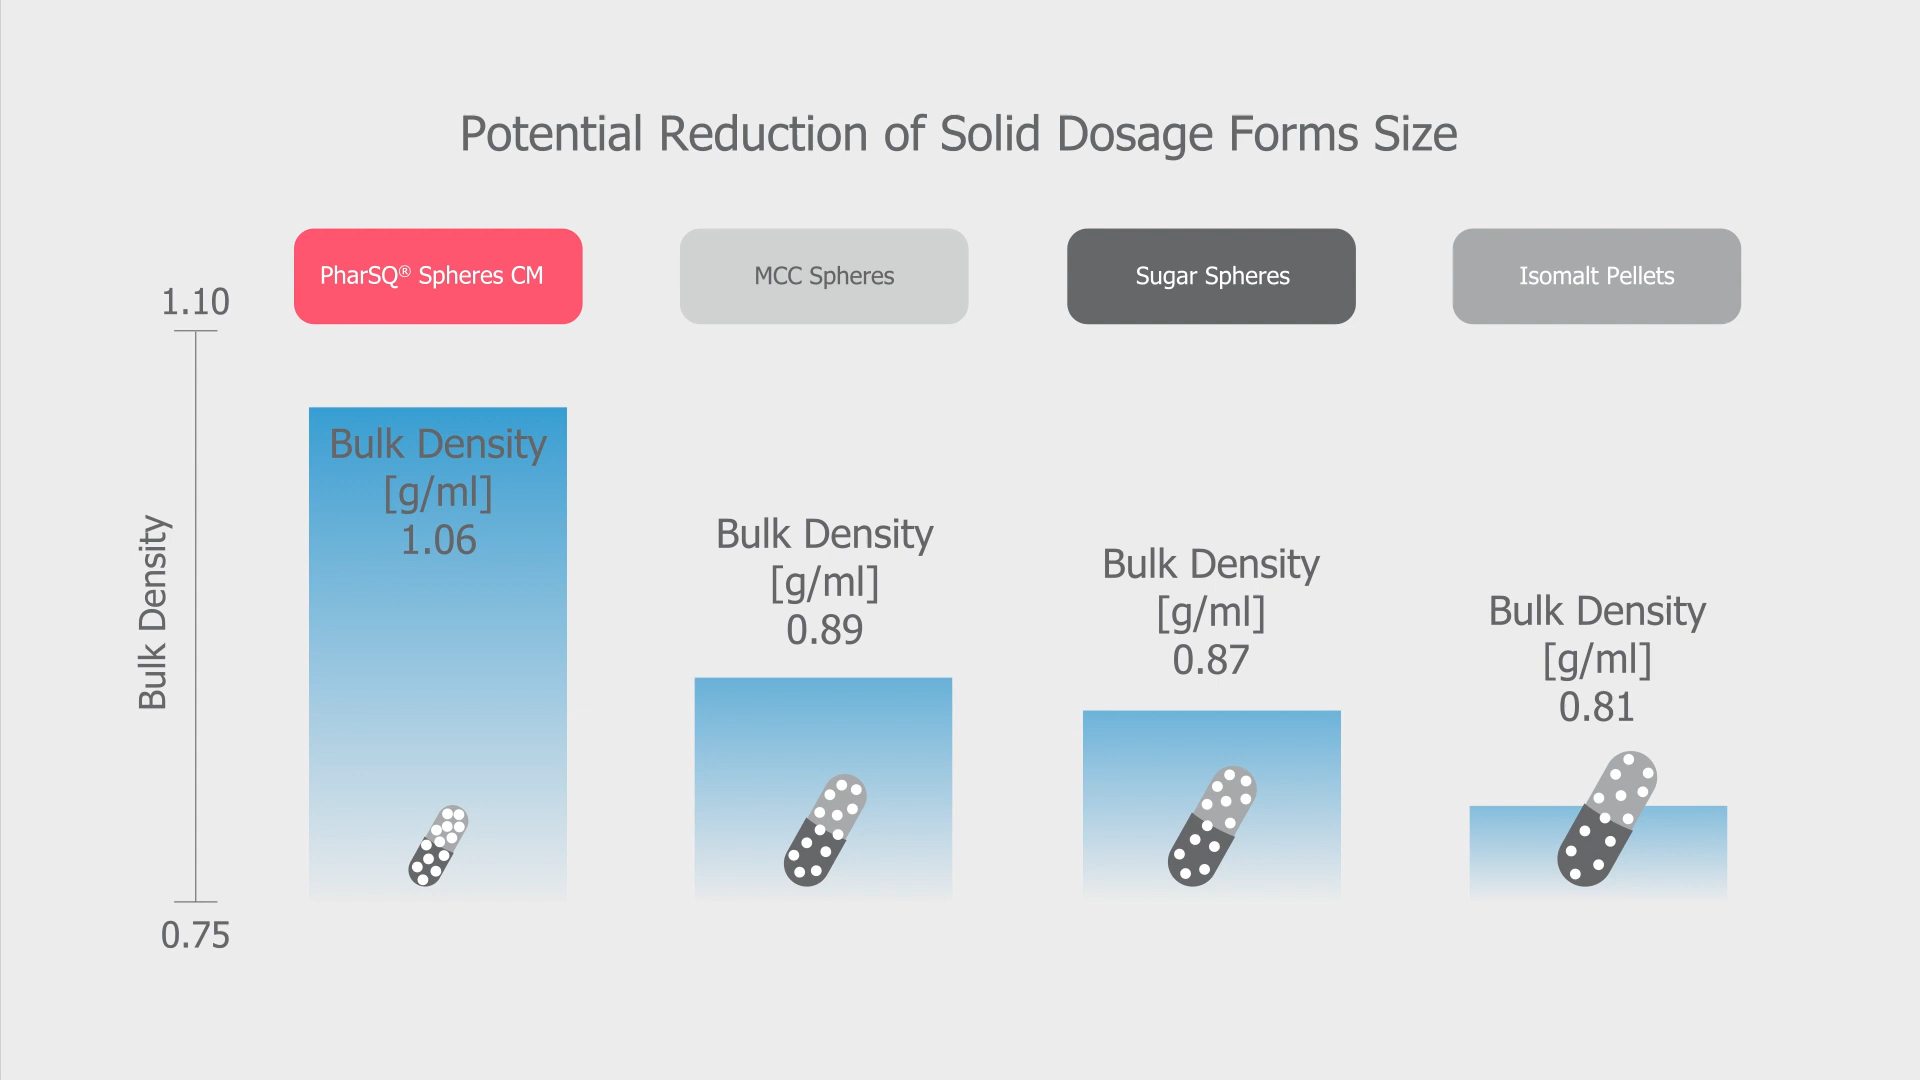 Potential Reduction of Solid Dosage Forms Size
PharSQ® Spheres CM
MCC Spheres
Sugar Spheres
Isomalt Pellets
1.10
Bulk Density
0.75
Bulk Density
[g/ml]
1.06
Bulk Density
[g/ml]
0.89
Bulk Density
[g/ml]
0.87
Bulk Density
[g/ml]
0.81